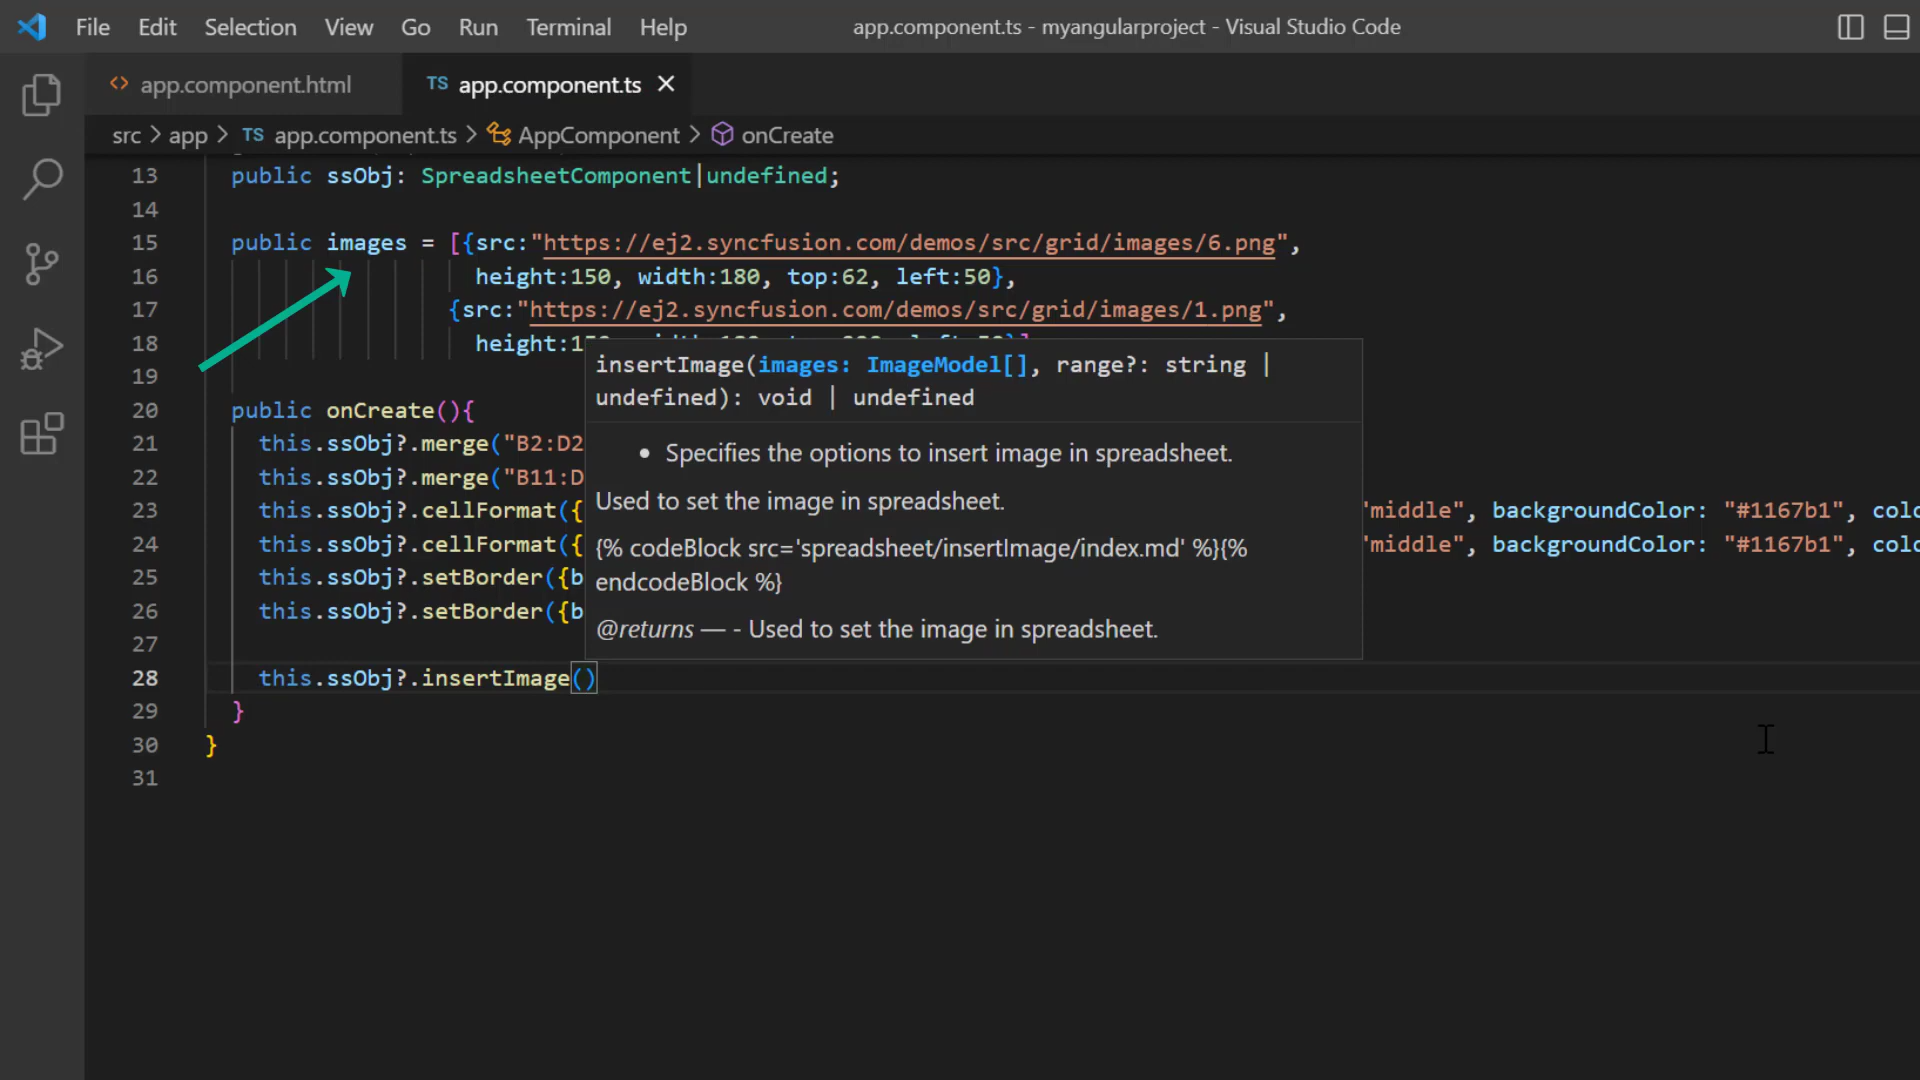 File Edit Selection View Go Run Terminal Help app.component.ts - myangularproject - Visual Studio Code
app.component.html TS app.component.ts
src > app > TS app.component.ts > AppComponent > onCreate
13 public ssObj: SpreadsheetComponent|undefined;
14
15 public images = [{src:"https://ej2.syncfusion.com/demos/src/grid/images/6.png",
16 height:150, width:180, top:62, left:50},
17 {src:"https://ej2.syncfusion.com/demos/src/grid/images/1.png",
18 height:1
19
insertImage(images: ImageModel[], range?: string |
undefined): void | undefined
20 public onCreate(){
21 this.ssObj?.merge("B2:D2
22 this.ssObj?.merge("B11:D
23 this.ssObj?.cellFormat({ "middle", backgroundColor: "#1167b1", colo
24 this.ssObj?.cellFormat({ "middle", backgroundColor: "#1167b1", colo
25 this.ssObj?.setBorder({b
26 this.ssObj?.setBorder({b
27
• Specifies the options to insert image in spreadsheet.
Used to set the image in spreadsheet.
{% codeBlock src='spreadsheet/insertImage/index.md' %}{%
endcodeBlock %}
@returns — - Used to set the image in spreadsheet.
28 this.ssObj?.insertImage()
29 }
30 }
31